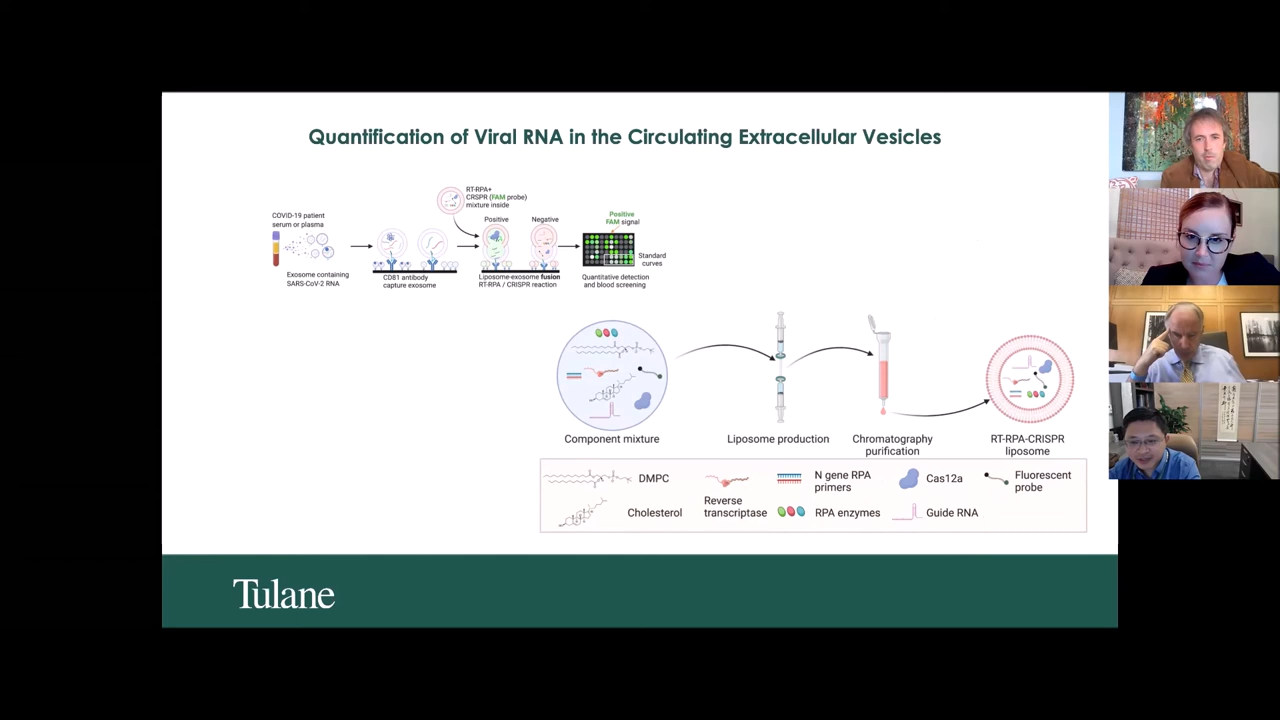 Quantification of Viral RNA in the Circulating Extracellular Vesicles
RT-RPA+
CRSPR (FAM probe)
mixture inside
COVID-19 patient
serum or plasma
Positive
Negative
Positive
FAM signal
Standard
curves
Exosome containing
SARS-CoV-2 RNA
CD81 antibody
capture exosome
Liposome-exosome fusion
RT-RPA / CRISPR reaction
Quantitative detection
and blood screening
Component mixture
Liposome production
Chromatography
purification
RT-RPA-CRISPR
liposome
DMPC
Reverse
transcriptase
N gene RPA
primers
Cas12a
Fluorescent
probe
Cholesterol
RPA enzymes
Guide RNA
Tulane